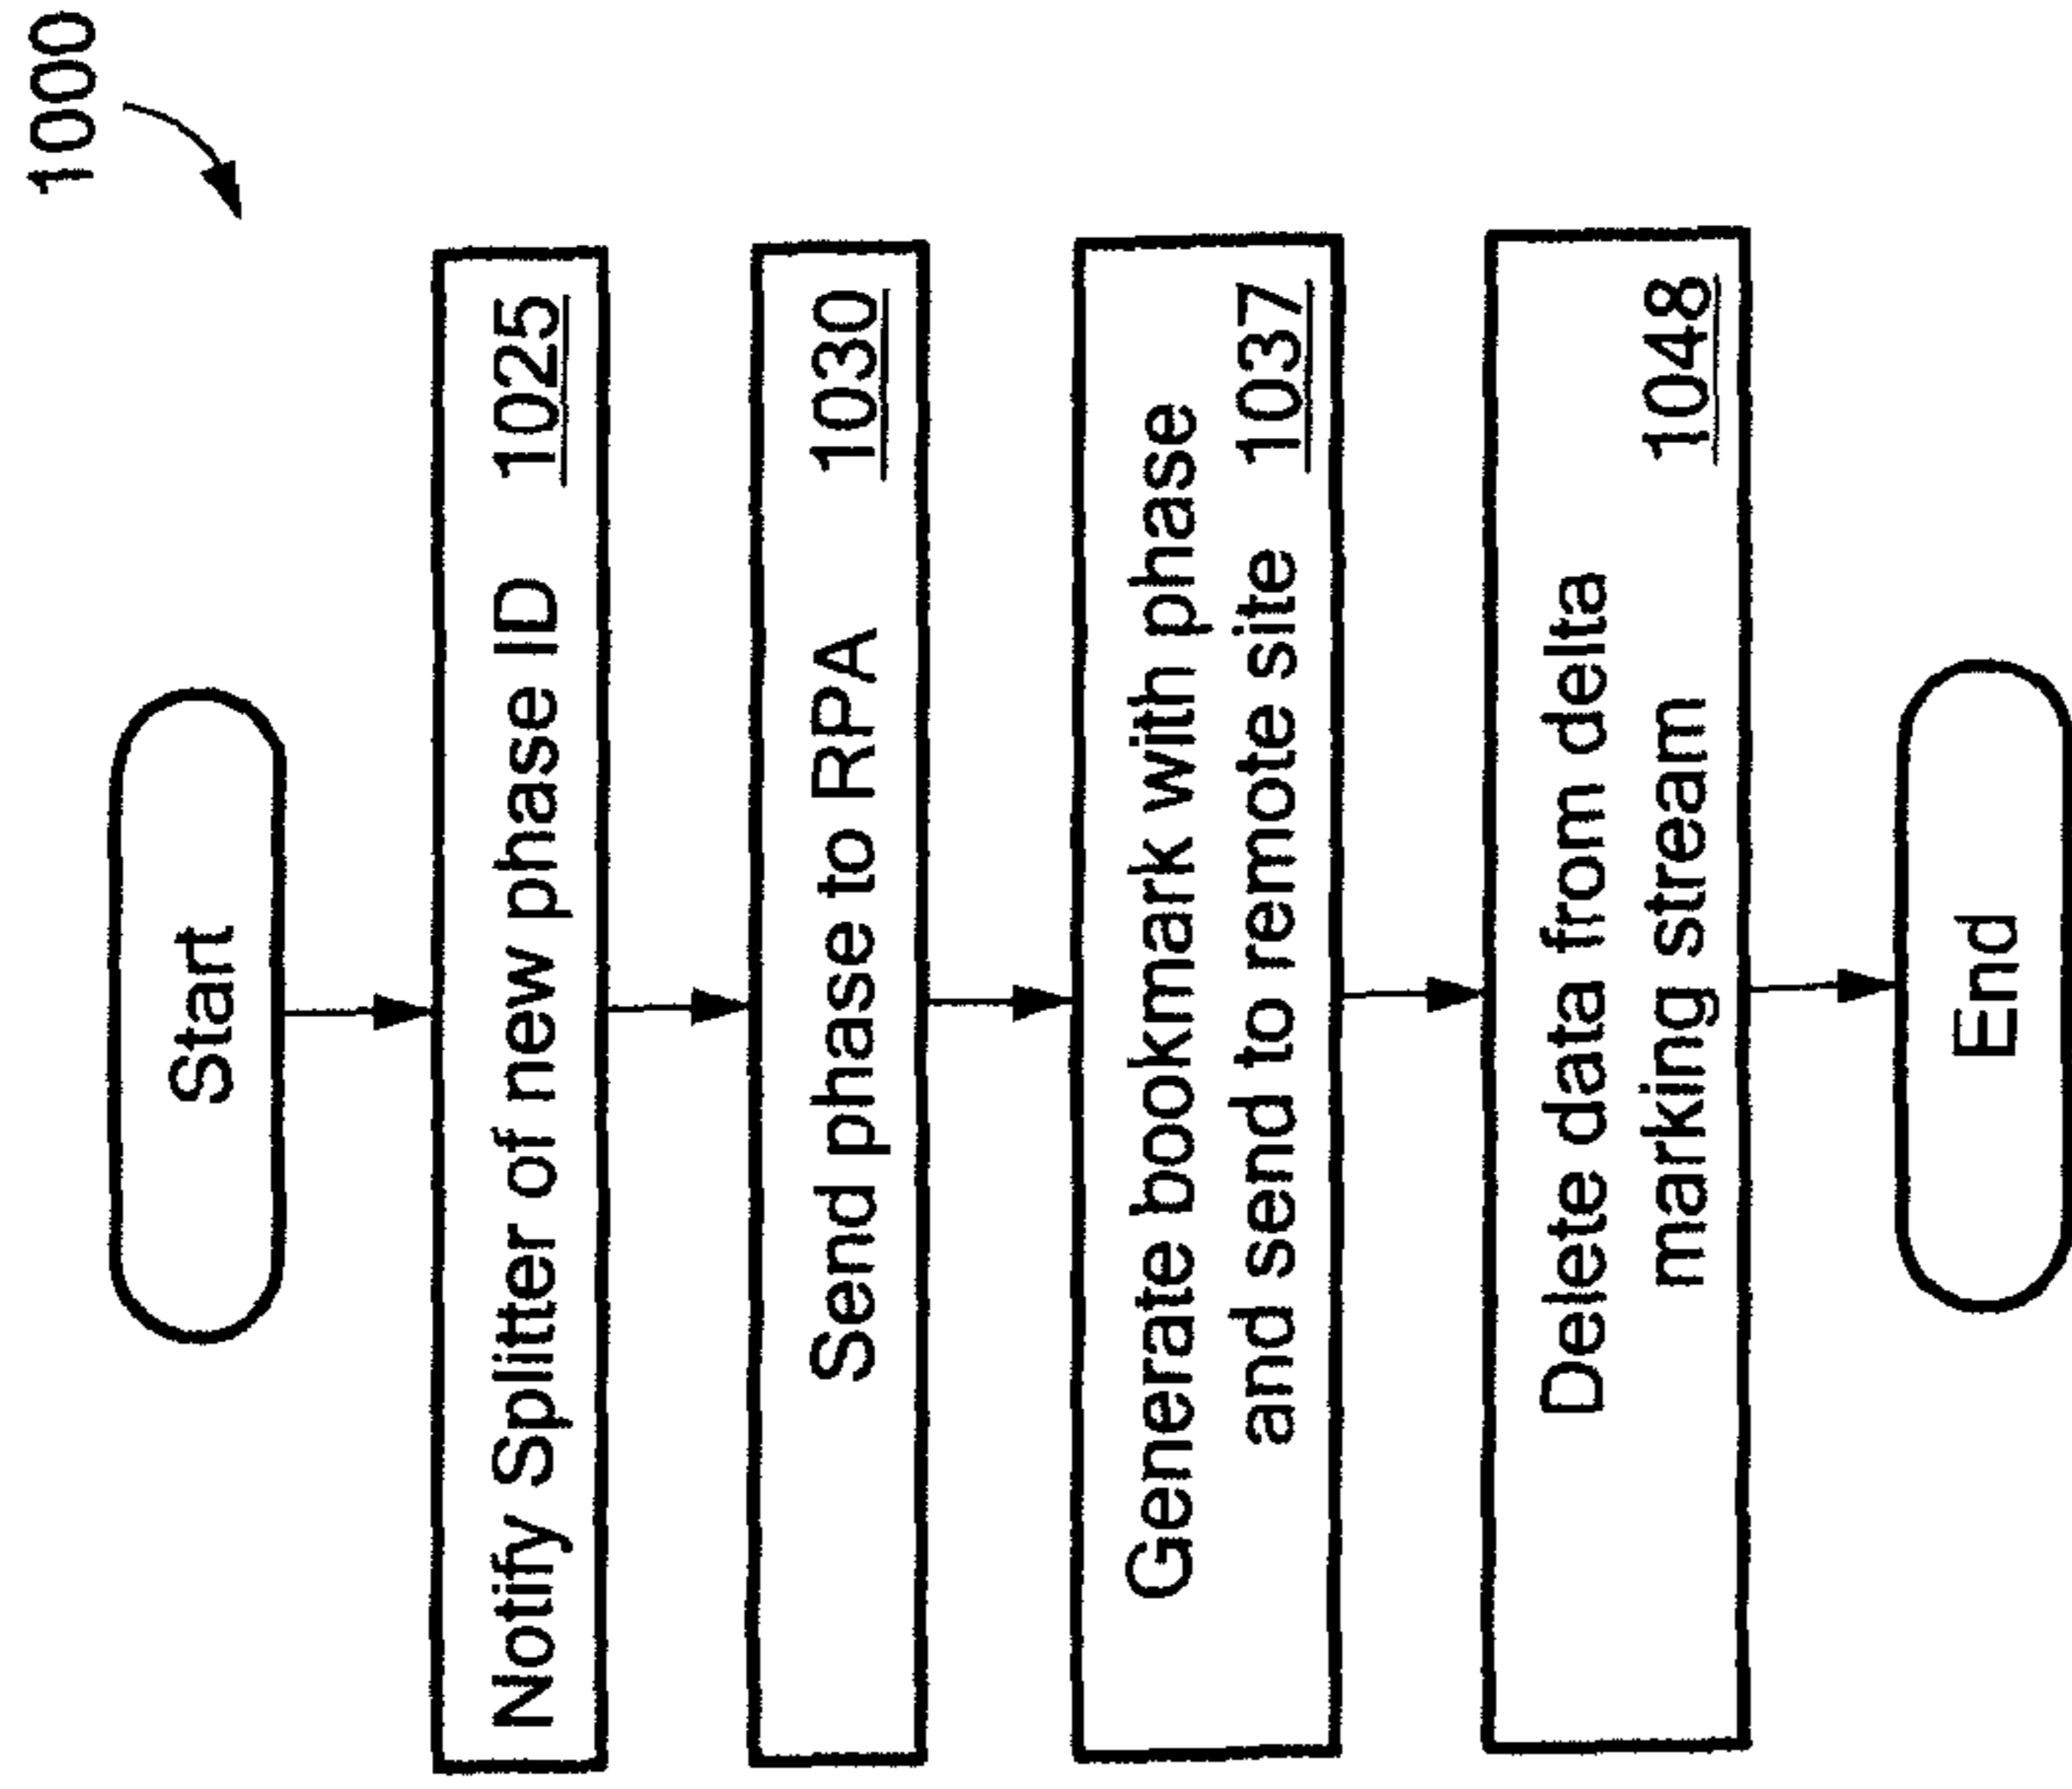 1000
Start
Notify Splitter of new phase ID 1025
Send phase to RPA 1030
Generate bookmark with phase
and send to remote site 1037
Delete data from delta
marking stream 1048
End